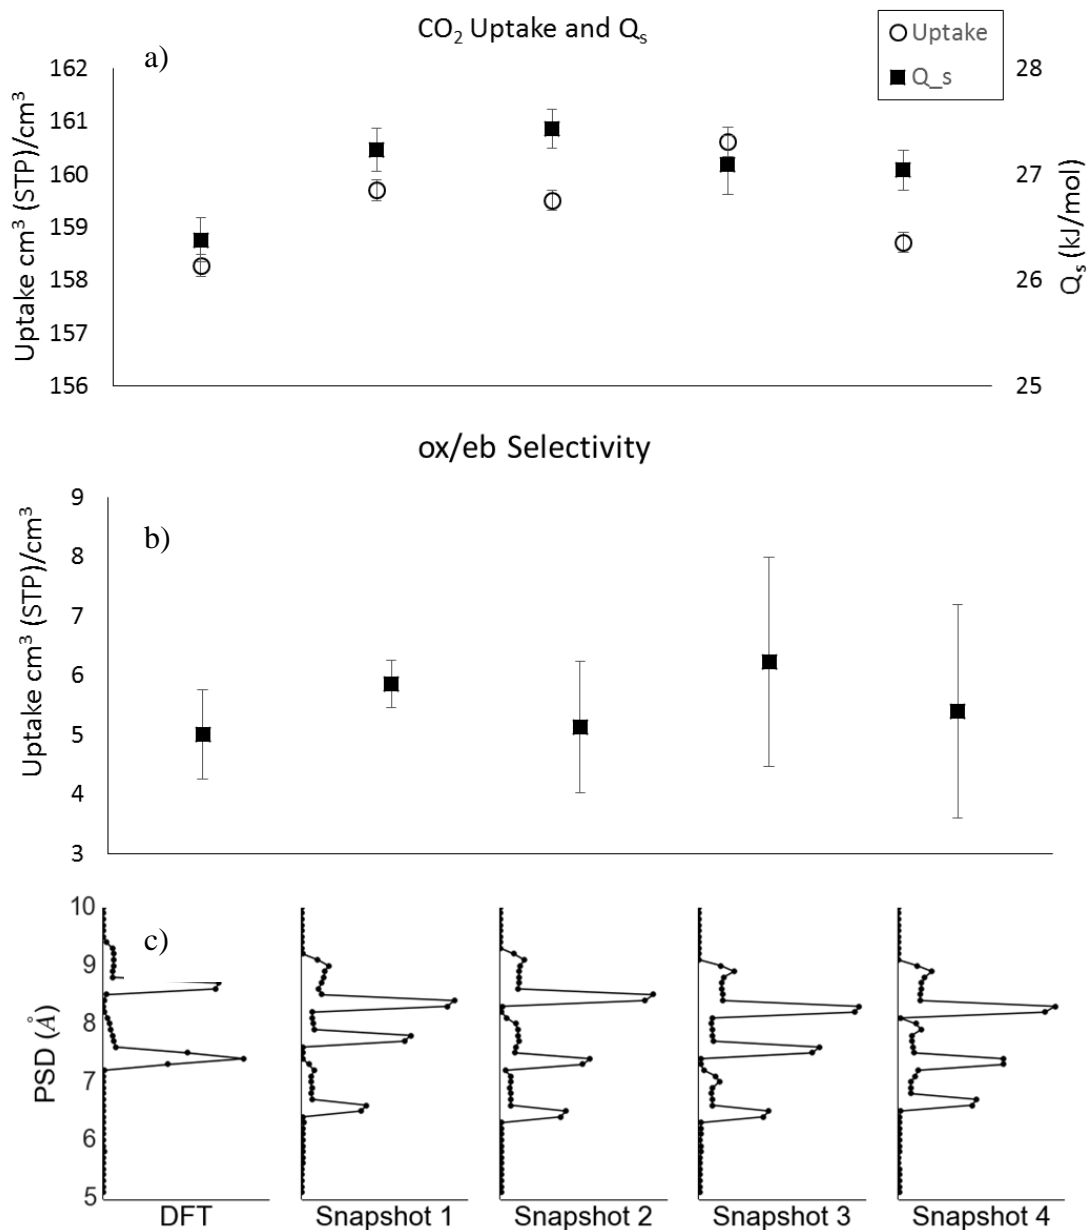 CO₂ Uptake and Qₛ
a)
Uptake
Q_s
162
161
160
159
158
157
156
Uptake cm³ (STP)/cm³
28
27
26
25
Qₛ (kJ/mol)
ox/eb Selectivity
b)
9
8
7
6
5
4
3
Uptake cm³ (STP)/cm³
c)
10
9
8
7
6
5
PSD (Å)
DFT
Snapshot 1
Snapshot 2
Snapshot 3
Snapshot 4